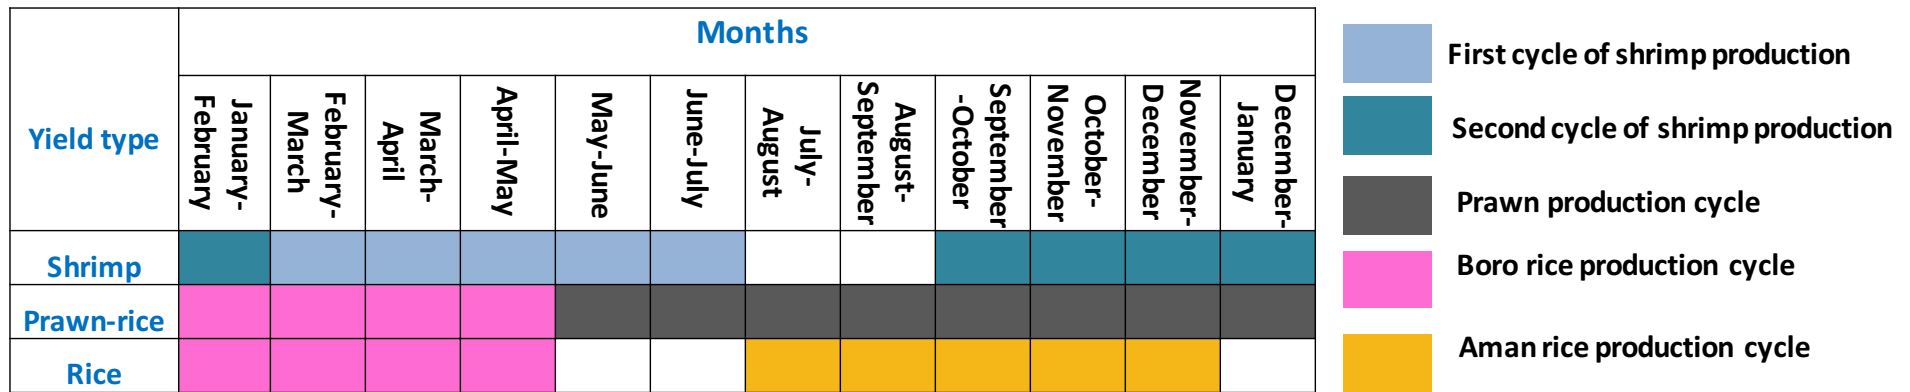 Months
Yield type
January-
February
February-
March
March-
April
April-May
May-June
June-July
July-
August
August-
September
September
-October
October-
November
November-
December
December-
January
Shrimp
Prawn-rice
Rice
First cycle of shrimp production
Second cycle of shrimp production
Prawn production cycle
Boro rice production cycle
Aman rice production cycle